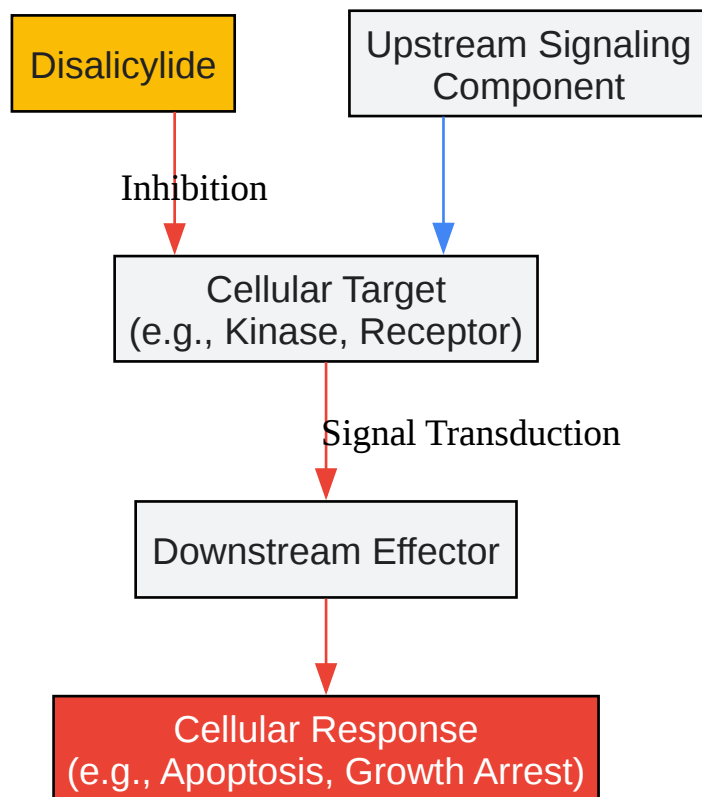 Disalicylide
Upstream Signaling
Component
Inhibition
Cellular Target
(e.g., Kinase, Receptor)
Signal Transduction
Downstream Effector
Cellular Response
(e.g., Apoptosis, Growth Arrest)